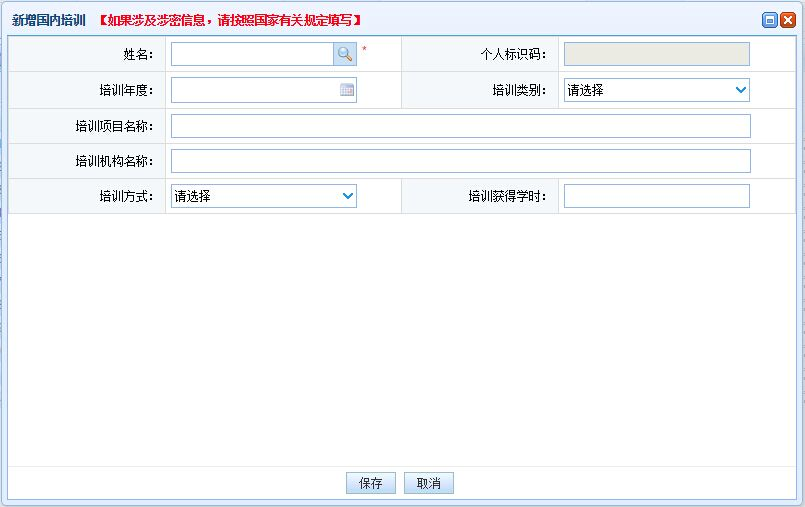 新增国内培训 【如果涉及涉密信息，请按照国家有关规定填写】
姓名： * 个人标识码：
培训年度： 培训类别： 请选择
培训项目名称：
培训机构名称：
培训方式： 请选择 培训获得学时：
保存 取消